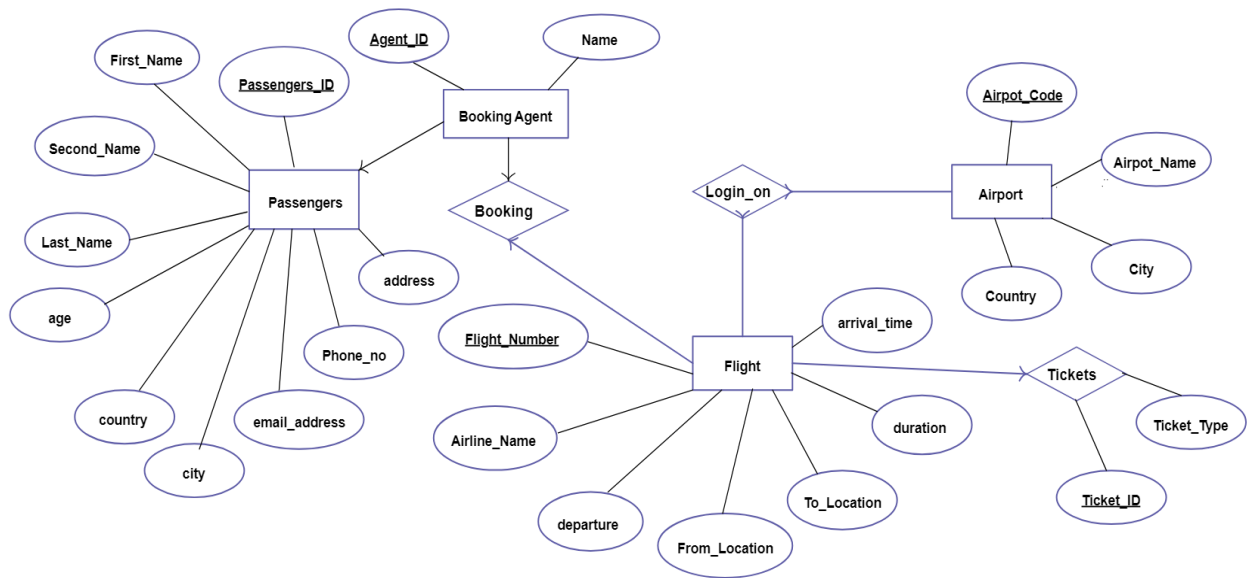 Agent_ID
Name
First_Name
Passengers_ID
Airpot_Code
Booking Agent
Second_Name
Airpot_Name
Login_on
Airport
Passengers
Booking
Last_Name
City
address
Country
age
arrival_time
Flight_Number
Phone_no
Flight
Tickets
country
email_address
Airline_Name
duration
Ticket_Type
city
To_Location
Ticket_ID
departure
From_Location